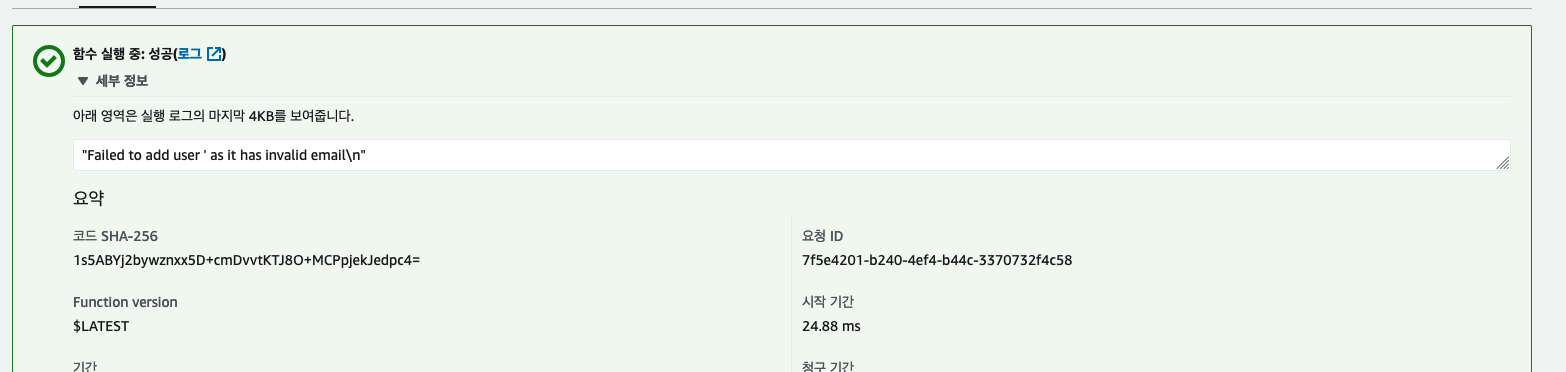 함수 실행 중: 성공(로그)
세부 정보
아래 영역은 실행 로그의 마지막 4KB를 보여줍니다.
"Failed to add user ' as it has invalid email\n"
요약
코드 SHA-256
1s5ABYj2bywznxx5D+cmDvvtKTJ8O+MCPpjekJedpc4=
요청 ID
7f5e4201-b240-4ef4-b44c-3370732f4c58
Function version
$LATEST
시작 기간
24.88 ms
기간
청구 기간